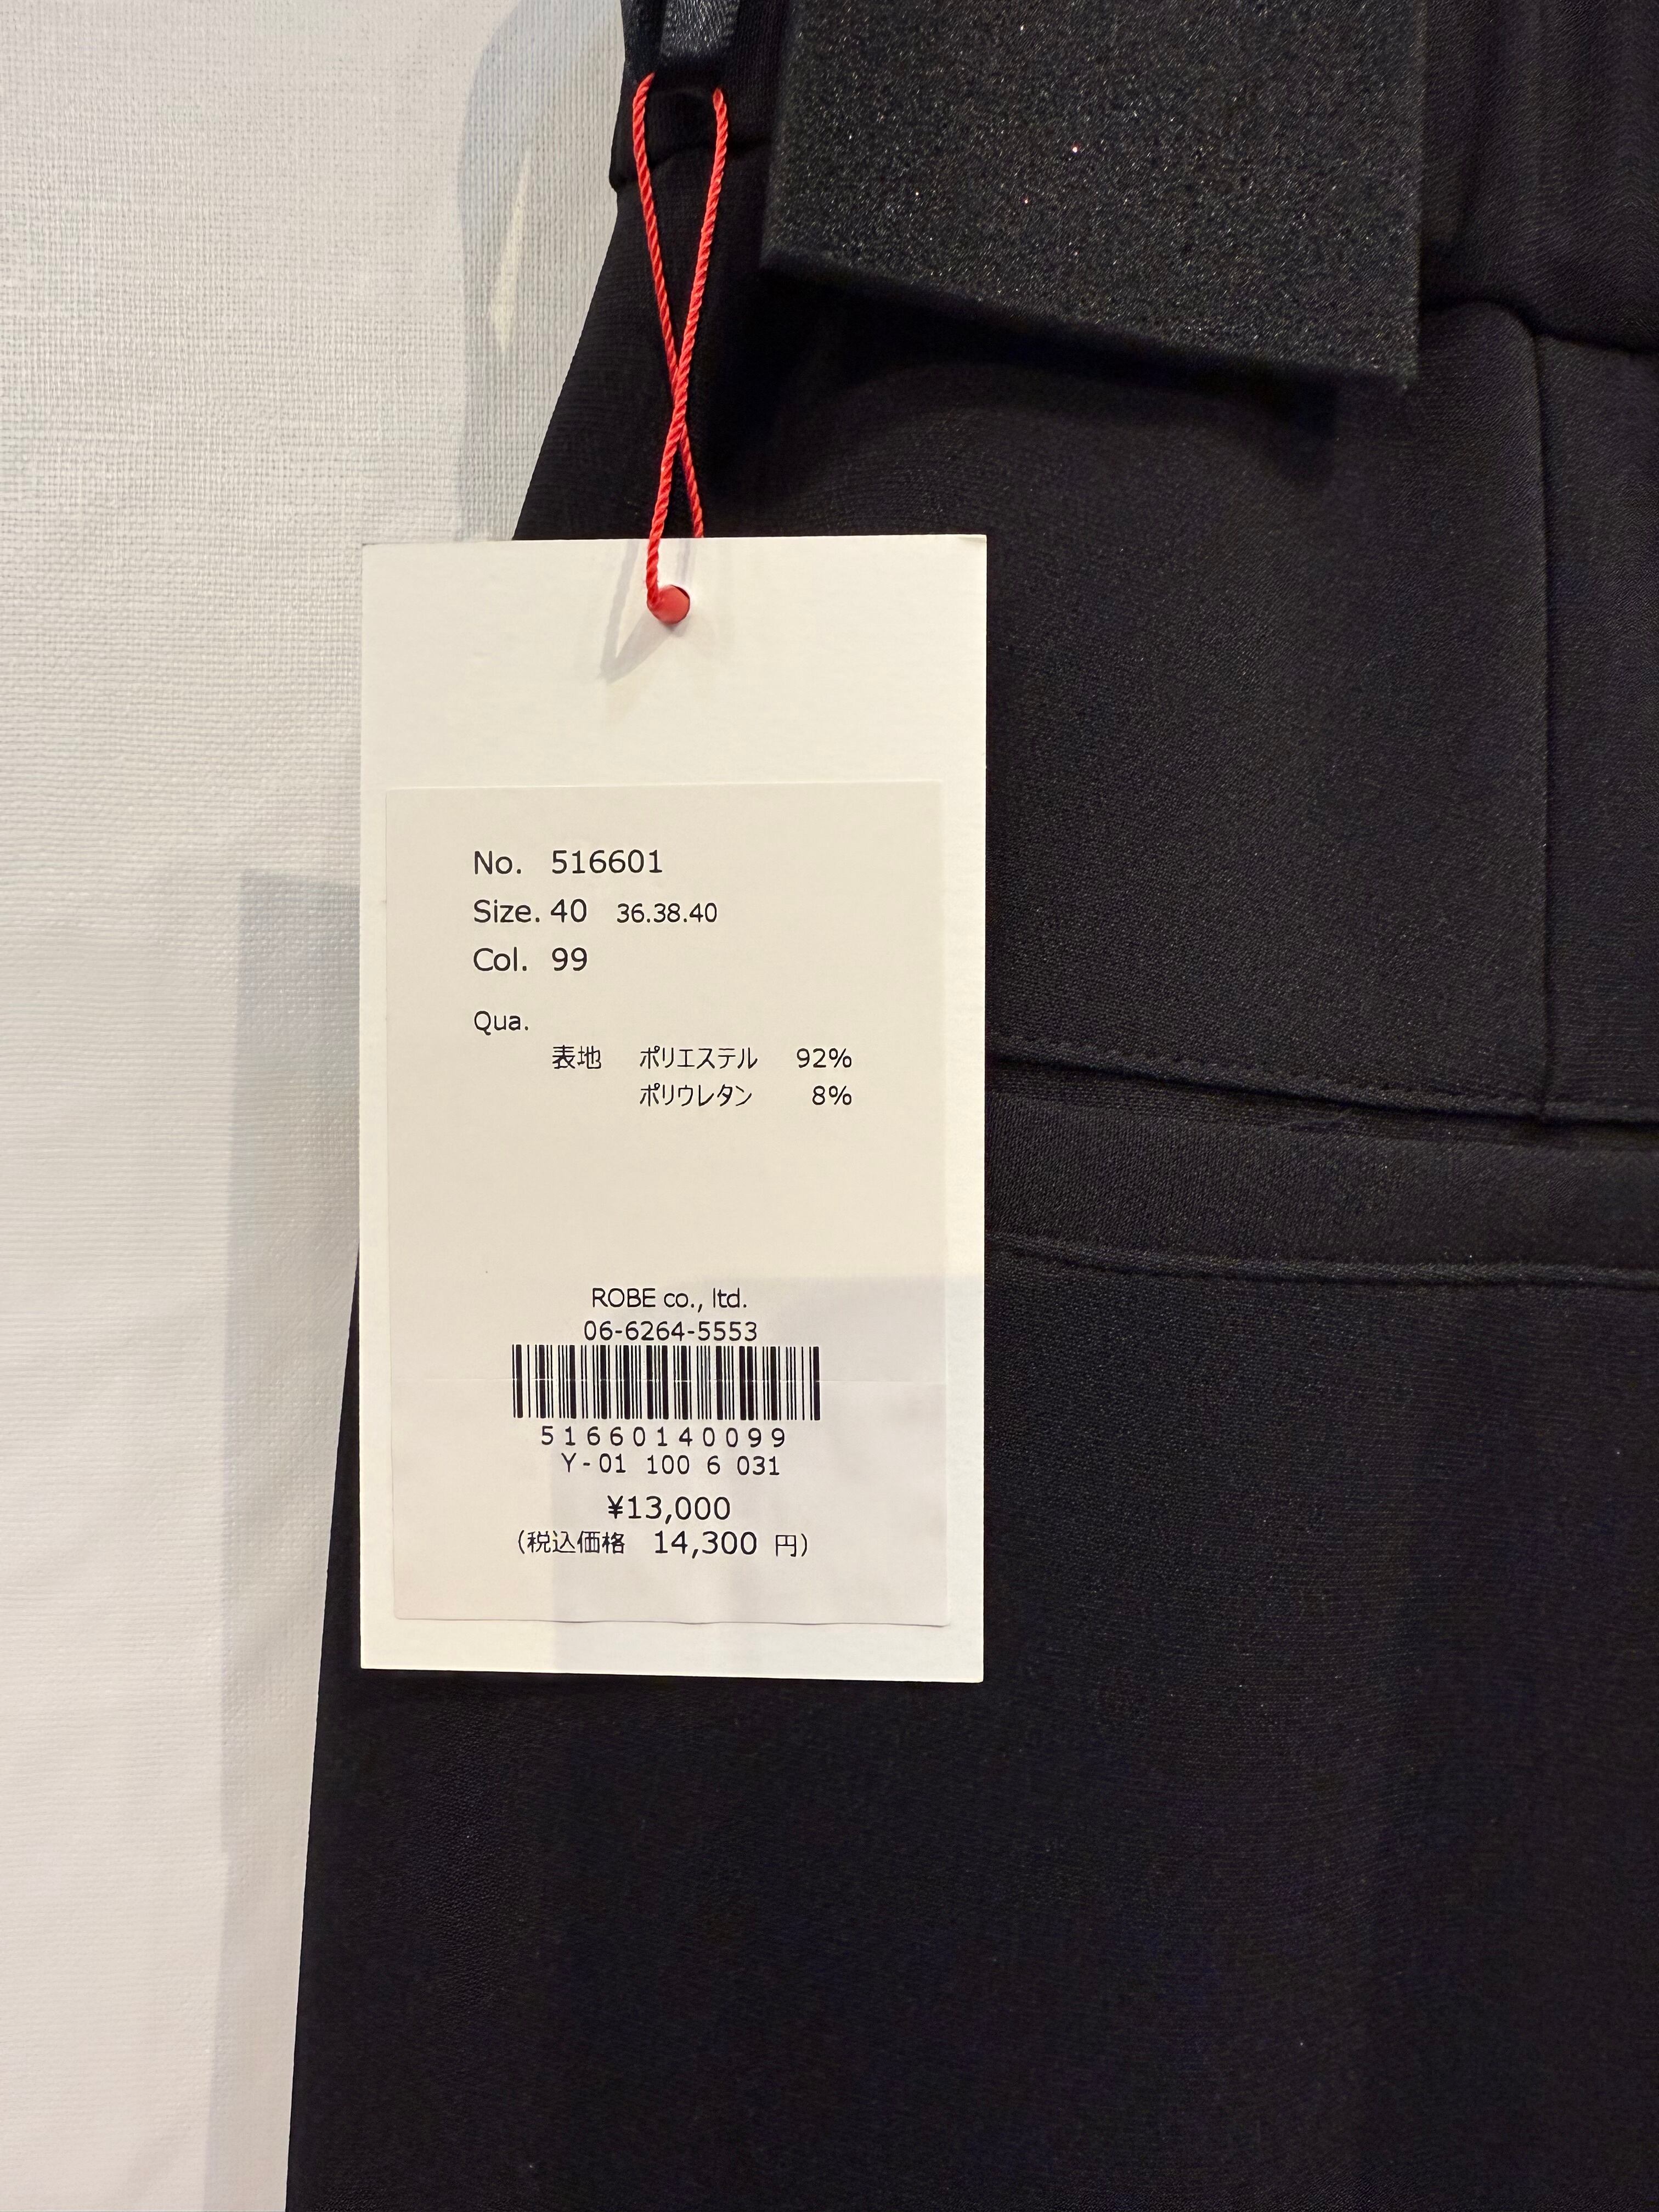 No. 516601
Size. 40 36.38.40
Col. 99
Qua.
表地 ポリエステル 92%
ポリウレタン 8%
ROBE co., ltd.
06-6264-5553
51660140099
Y-01 100 6 031
¥13,000
(税込価格 14,300 円)